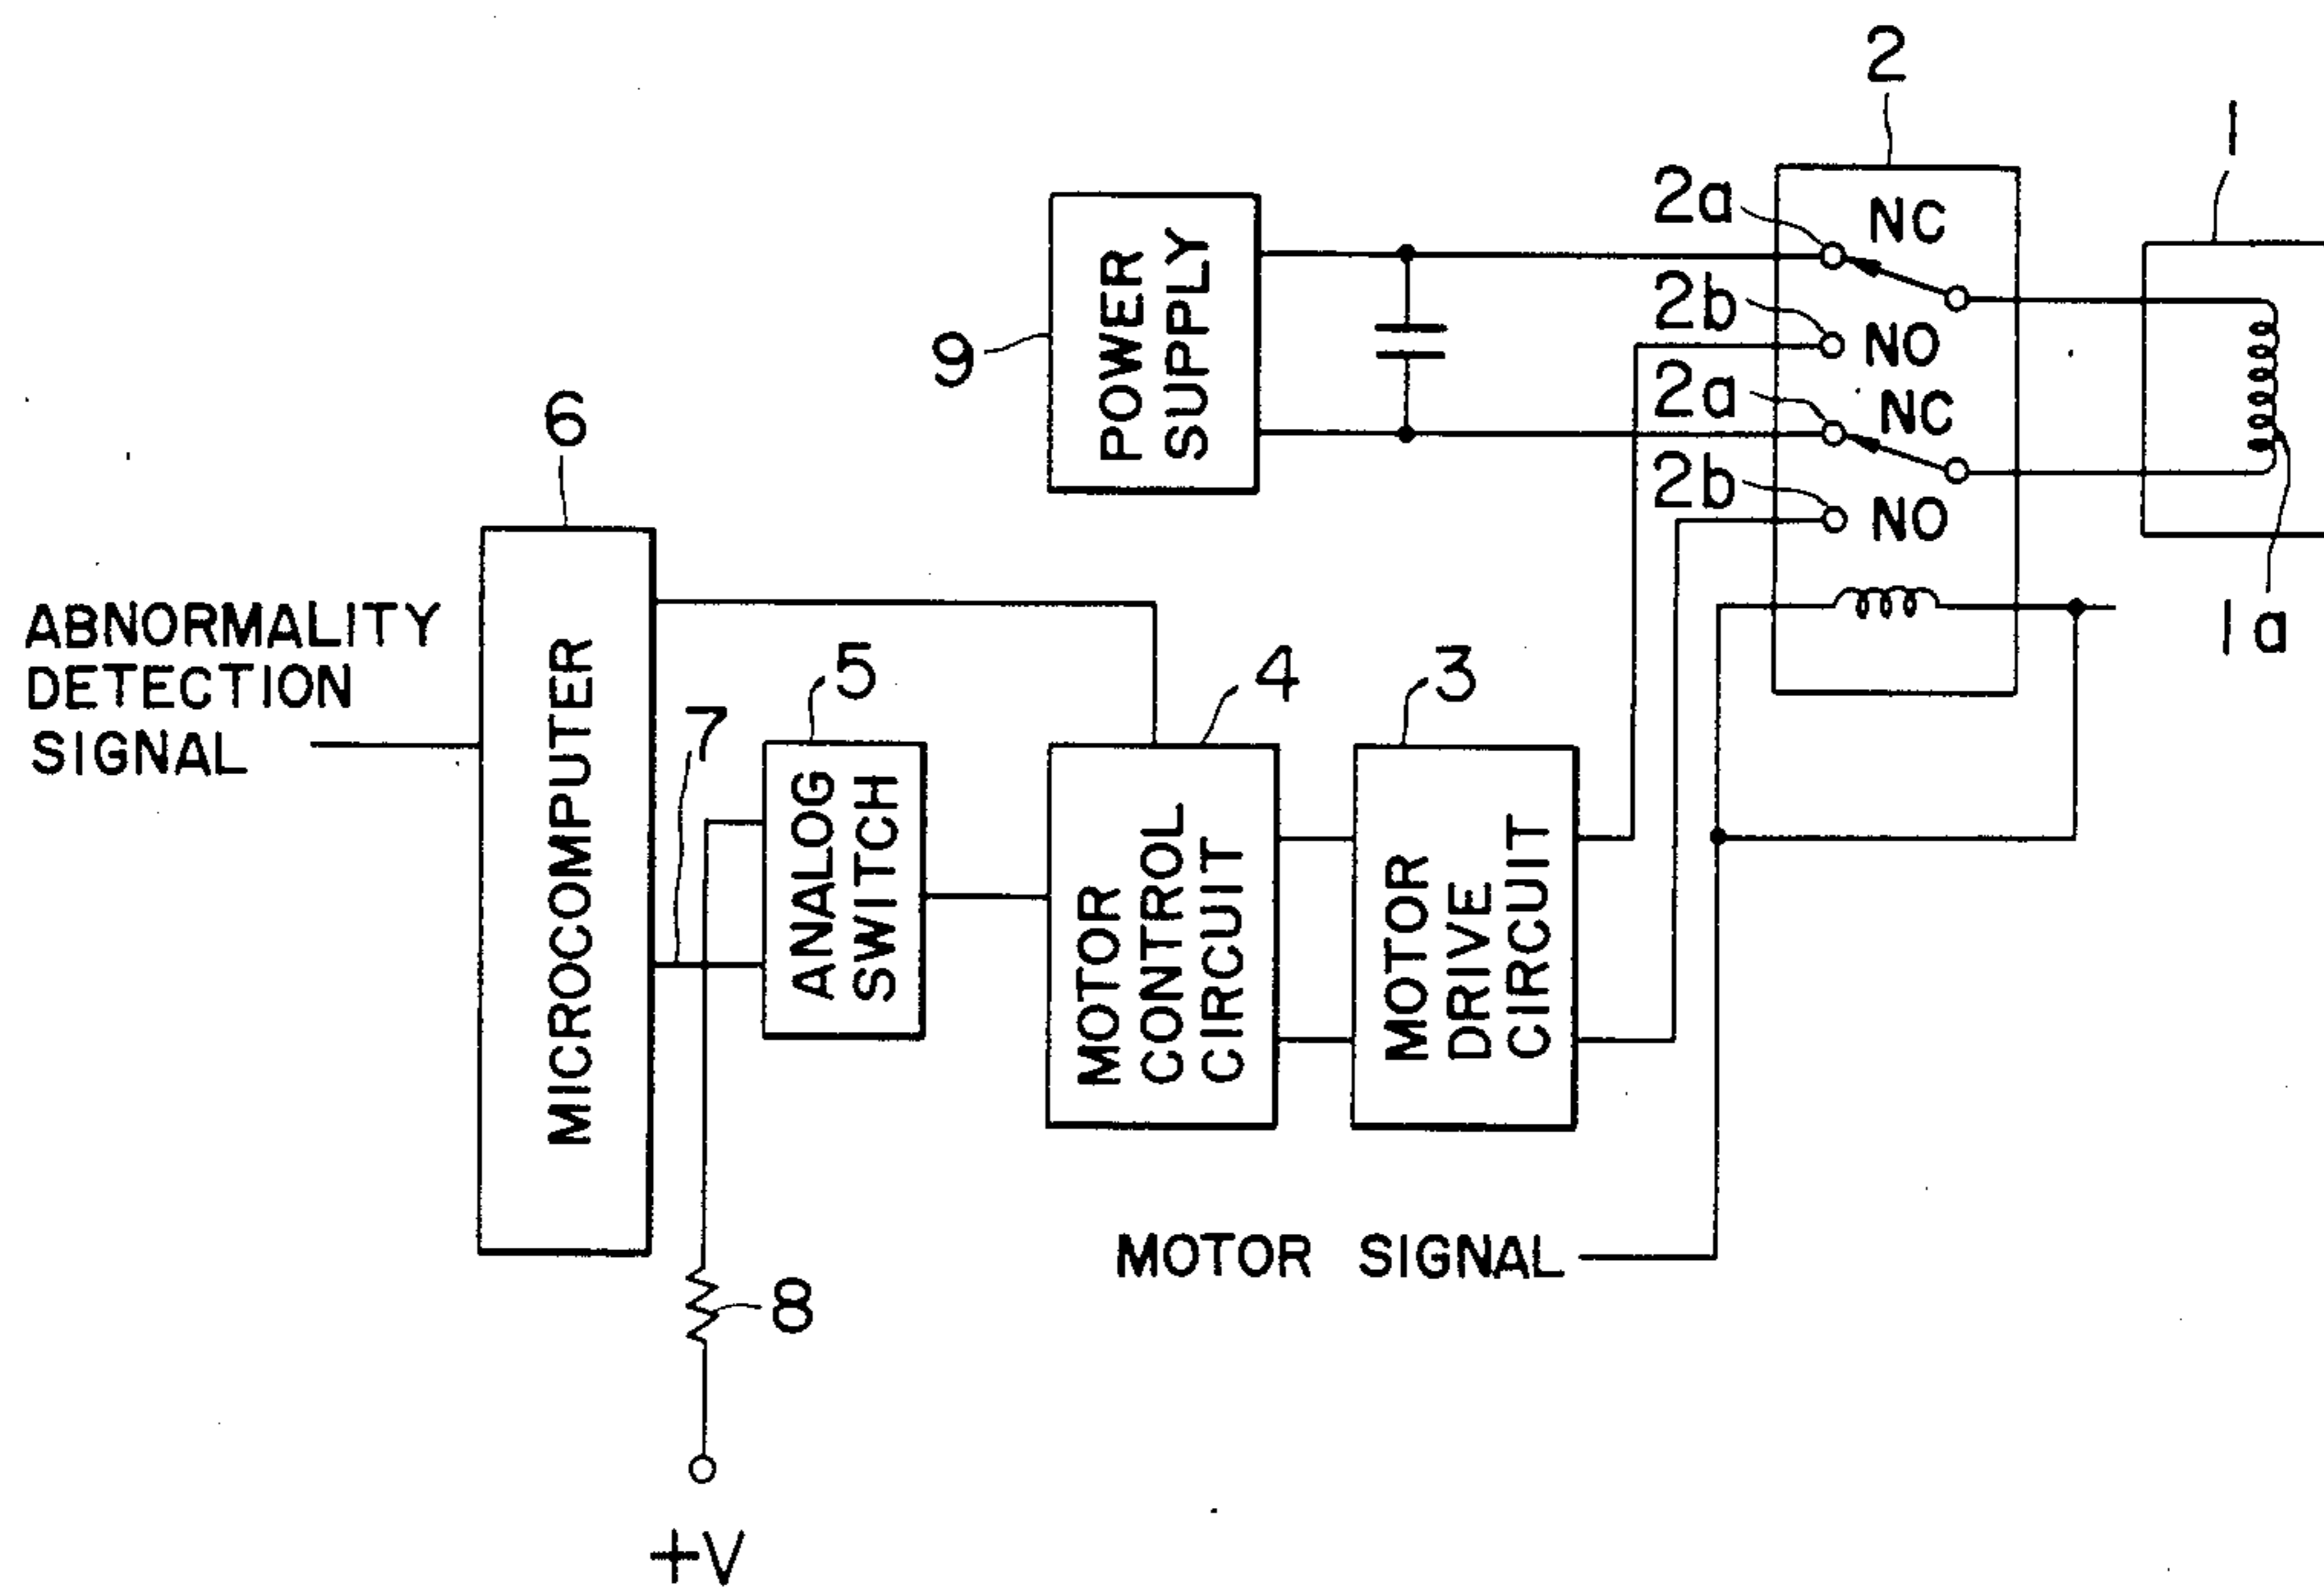 2
1
2a
NC
2b
NO
2a
NC
2b
NO
1a
9
POWER
SUPPLY
6
ABNORMALITY
DETECTION
SIGNAL
MICROCOMPUTER
7
5
ANALOG
SWITCH
4
MOTOR
CONTROL
CIRCUIT
3
MOTOR
DRIVE
CIRCUIT
MOTOR SIGNAL
8
+V